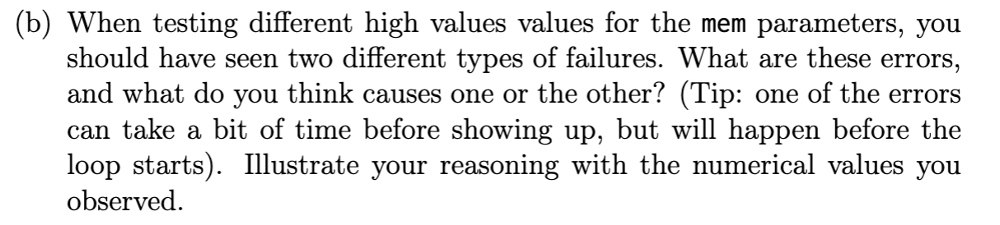 (b) When testing different high values values for the mem parameters, you
should have seen two different types of failures. What are these errors,
and what do you think causes one or the other? (Tip: one of the errors
can take a bit of time before showing up, but will happen before the
loop starts). Illustrate your reasoning with the numerical values you
observed.